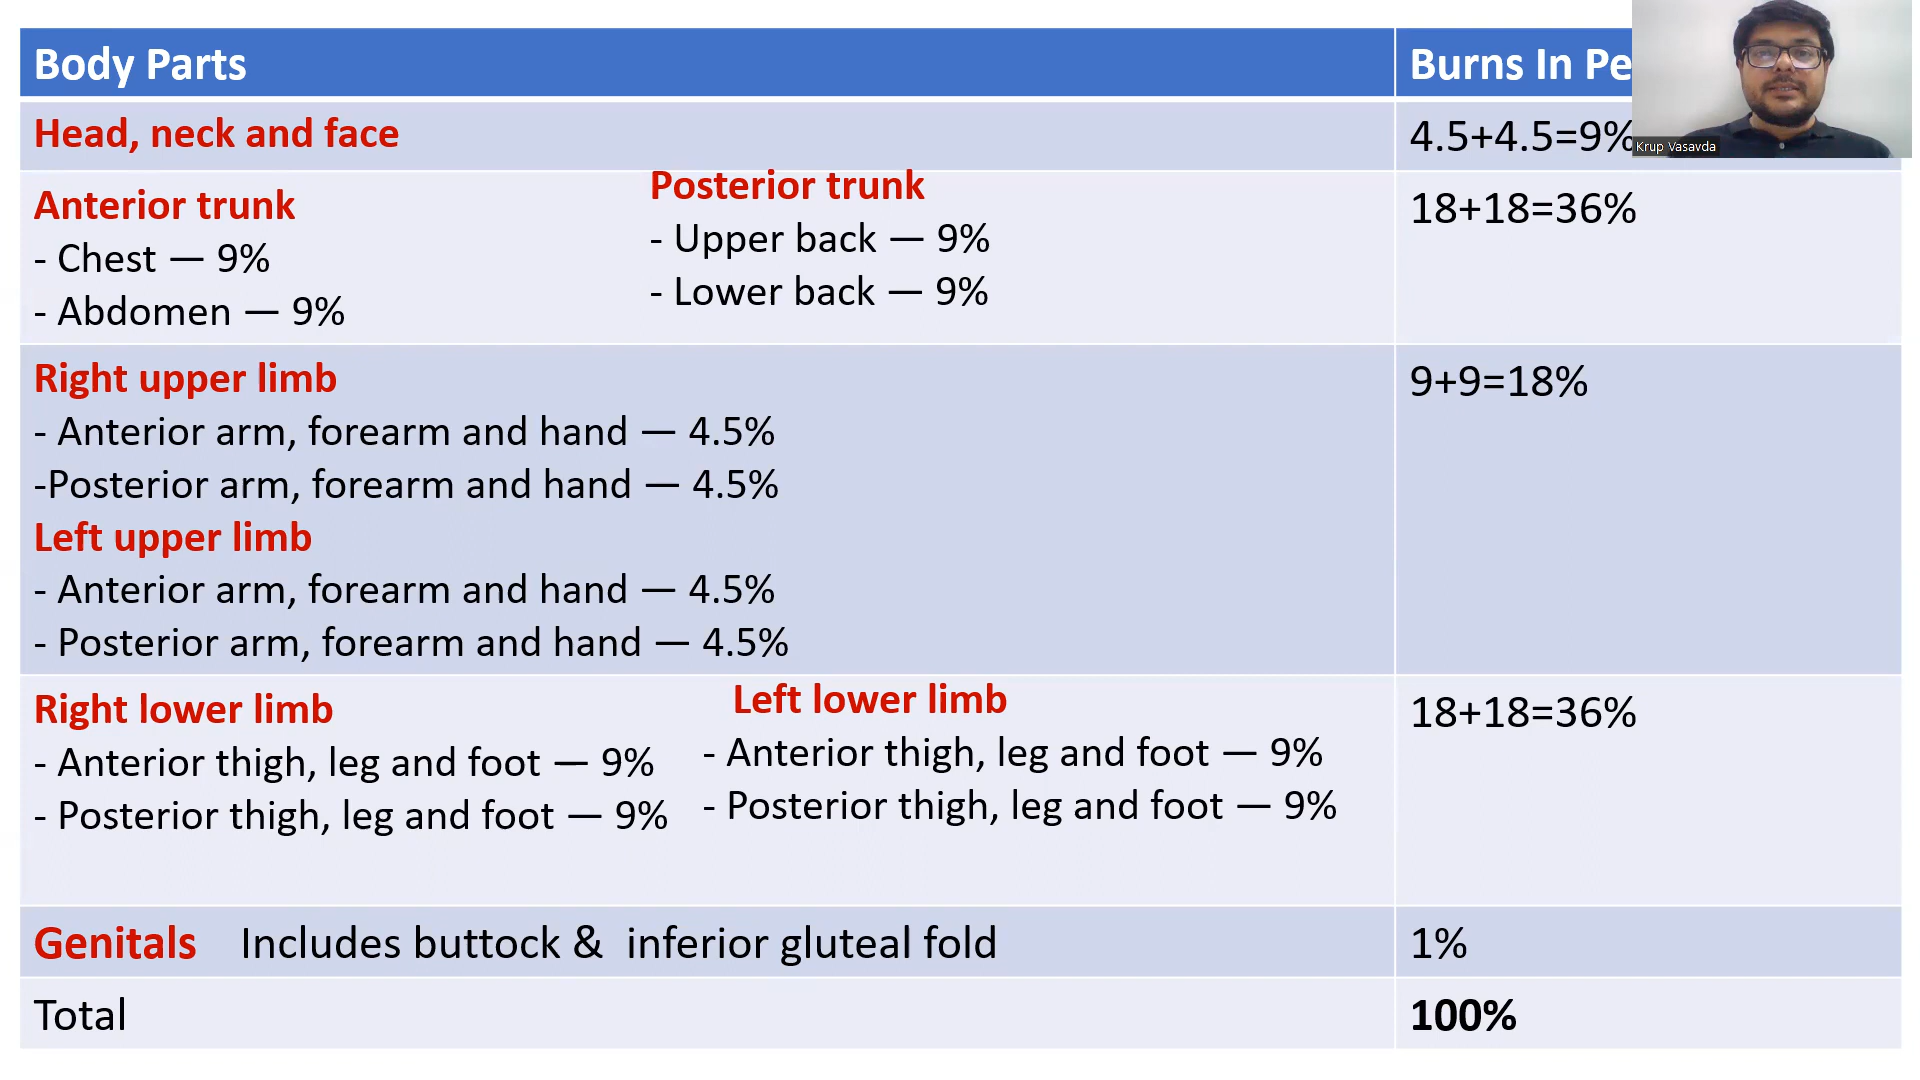 Body Parts
Burns In Pe
Head, neck and face
4.5+4.5=9%
Krup Vasavda
Anterior trunk
- Chest — 9%
- Abdomen — 9%
Posterior trunk
- Upper back — 9%
- Lower back — 9%
18+18=36%
Right upper limb
- Anterior arm, forearm and hand — 4.5%
-Posterior arm, forearm and hand — 4.5%
Left upper limb
- Anterior arm, forearm and hand — 4.5%
- Posterior arm, forearm and hand — 4.5%
9+9=18%
Right lower limb
- Anterior thigh, leg and foot — 9%
- Posterior thigh, leg and foot — 9%
Left lower limb
- Anterior thigh, leg and foot — 9%
- Posterior thigh, leg and foot — 9%
18+18=36%
Genitals Includes buttock & inferior gluteal fold
1%
Total
100%